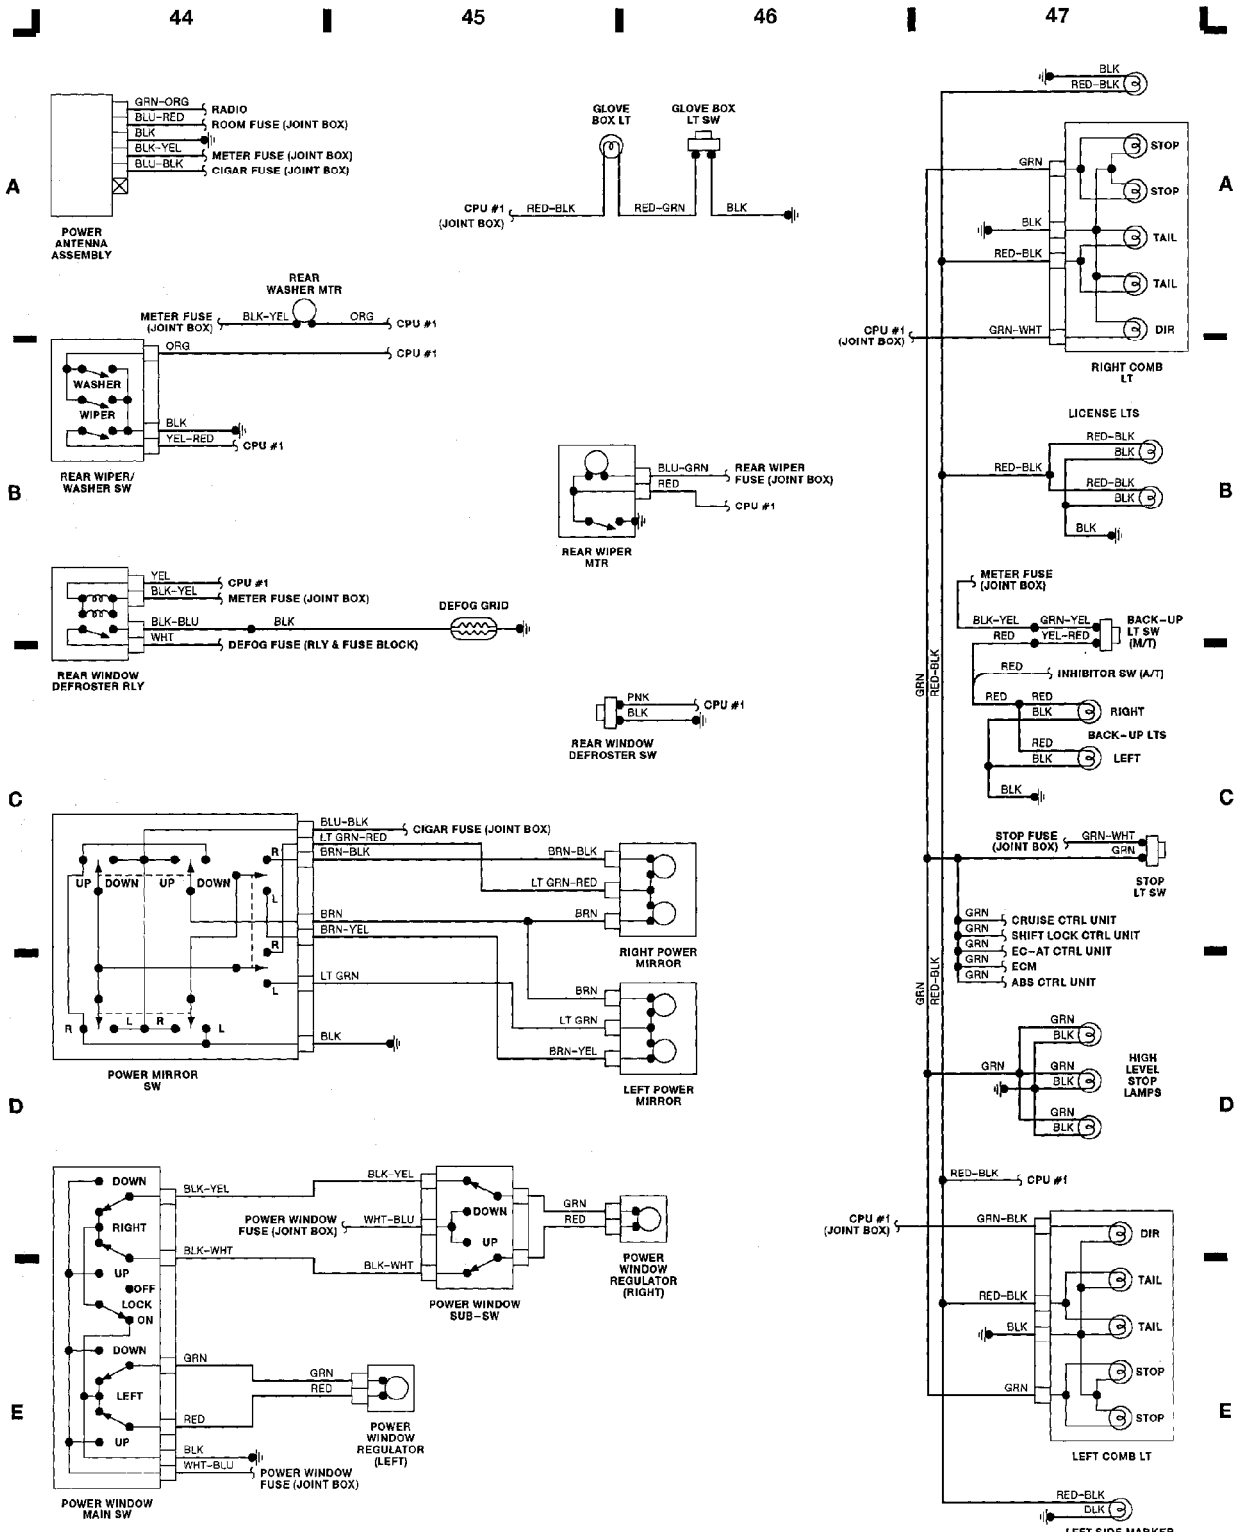 44 45 46 47
A
GRN-ORG RADIO
BLU-RED ROOM FUSE (JOINT BOX)
BLK
BLK-YEL METER FUSE (JOINT BOX)
BLU-BLK CIGAR FUSE (JOINT BOX)
POWER
ANTENNA
ASSEMBLY
GLOVE
BOX LT
GLOVE BOX
LT SW
CPU #1
(JOINT BOX)
RED-BLK RED-GRN BLK
BLK
RED-BLK
GRN
STOP
STOP
BLK
TAIL
RED-BLK
TAIL
CPU #1
(JOINT BOX)
GRN-WHT
DIR
RIGHT COMB
LT
A
REAR
WASHER MTR
METER FUSE
(JOINT BOX)
BLK-YEL ORG CPU #1
ORG CPU #1
WASHER
WIPER
BLK
YEL-RED CPU #1
REAR WIPER/
WASHER SW
B
BLU-GRN REAR WIPER
FUSE (JOINT BOX)
RED
CPU #1
REAR WIPER
MTR
LICENSE LTS
RED-BLK
BLK
RED-BLK
RED-BLK
BLK
BLK
B
YEL CPU #1
BLK-YEL METER FUSE (JOINT BOX)
BLK-BLU BLK
DEFOG GRID
WHT DEFOG FUSE (RLY & FUSE BLOCK)
REAR WINDOW
DEFROSTER RLY
METER FUSE
(JOINT BOX)
BLK-YEL GRN-YEL
RED YEL-RED
BACK-UP
LT SW
(M/T)
RED INHIBITOR SW (A/T)
RED RED
BLK
RIGHT
BACK-UP LTS
RED
BLK
LEFT
BLK
GRN
RED-BLK
PNK CPU #1
BLK
REAR WINDOW
DEFROSTER SW
C
BLU-BLK CIGAR FUSE (JOINT BOX)
LT GRN-RED
BRN-BLK
UP DOWN UP DOWN
R
L
BRN
BRN-YEL
R
LT GRN
L
R L R L
BLK
POWER MIRROR
SW
BRN-BLK
LT GRN-RED
BRN
RIGHT POWER
MIRROR
BRN
LT GRN
BRN-YEL
LEFT POWER
MIRROR
STOP FUSE
(JOINT BOX)
GRN-WHT
GRN
STOP
LT SW
GRN CRUISE CTRL UNIT
GRN SHIFT LOCK CTRL UNIT
GRN EC-AT CTRL UNIT
GRN ECM
GRN ABS CTRL UNIT
C
GRN
RED-BLK
GRN
BLK
GRN
GRN
BLK
GRN
BLK
HIGH
LEVEL
STOP
LAMPS
D
D
DOWN
BLK-YEL
RIGHT
BLK-WHT
UP
OFF
LOCK
ON
DOWN
GRN
LEFT
RED
UP
BLK
WHT-BLU POWER WINDOW
FUSE (JOINT BOX)
POWER WINDOW
MAIN SW
BLK-YEL
POWER WINDOW
FUSE (JOINT BOX)
WHT-BLU
DOWN
UP
BLK-WHT
POWER WINDOW
SUB-SW
GRN
RED
POWER
WINDOW
REGULATOR
(RIGHT)
GRN
RED
POWER
WINDOW
REGULATOR
(LEFT)
RED-BLK CPU #1
CPU #1
(JOINT BOX)
GRN-BLK
DIR
TAIL
RED-BLK
TAIL
BLK
STOP
GRN
STOP
LEFT COMB LT
E
E
RED-BLK
BLK
LEFT SIDE MARKER